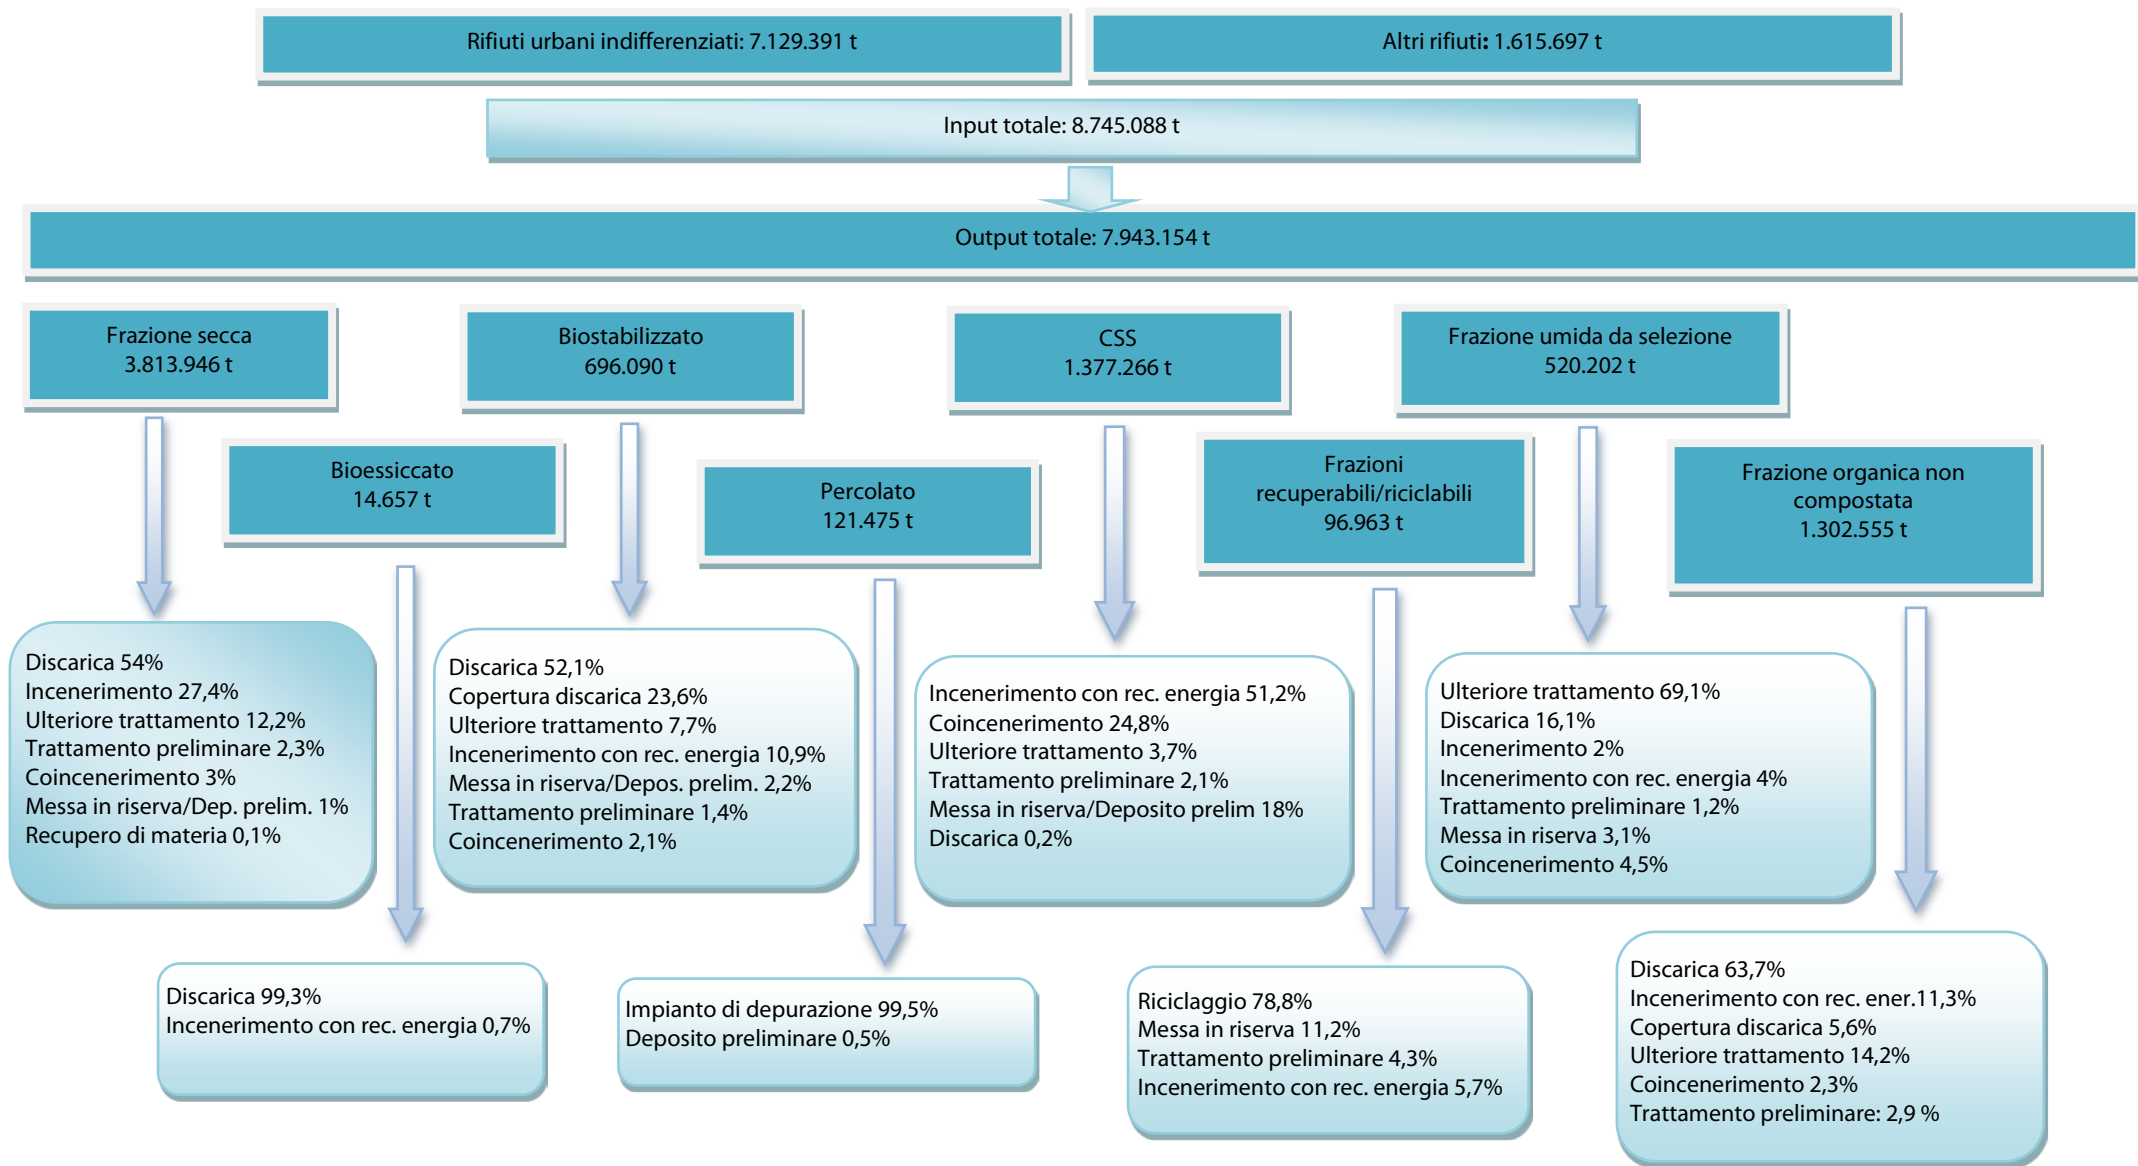 Rifiuti urbani indifferenziati: 7.129.391 t
Altri rifiuti: 1.615.697 t
Input totale: 8.745.088 t
Output totale: 7.943.154 t
Frazione secca
3.813.946 t
Biostabilizzato
696.090 t
CSS
1.377.266 t
Frazione umida da selezione
520.202 t
Bioessiccato
14.657 t
Percolato
121.475 t
Frazioni
recuperabili/riciclabili
96.963 t
Frazione organica non
compostata
1.302.555 t
Discarica 54%
Incenerimento 27,4%
Ulteriore trattamento 12,2%
Trattamento preliminare 2,3%
Coincenerimento 3%
Messa in riserva/Dep. prelim. 1%
Recupero di materia 0,1%
Discarica 52,1%
Copertura discarica 23,6%
Ulteriore trattamento 7,7%
Incenerimento con rec. energia 10,9%
Messa in riserva/Depos. prelim. 2,2%
Trattamento preliminare 1,4%
Coincenerimento 2,1%
Incenerimento con rec. energia 51,2%
Coincenerimento 24,8%
Ulteriore trattamento 3,7%
Trattamento preliminare 2,1%
Messa in riserva/Deposito prelim 18%
Discarica 0,2%
Ulteriore trattamento 69,1%
Discarica 16,1%
Incenerimento 2%
Incenerimento con rec. energia 4%
Trattamento preliminare 1,2%
Messa in riserva 3,1%
Coincenerimento 4,5%
Discarica 99,3%
Incenerimento con rec. energia 0,7%
Impianto di depurazione 99,5%
Deposito preliminare 0,5%
Riciclaggio 78,8%
Messa in riserva 11,2%
Trattamento preliminare 4,3%
Incenerimento con rec. energia 5,7%
Discarica 63,7%
Incenerimento con rec. ener.11,3%
Copertura discarica 5,6%
Ulteriore trattamento 14,2%
Coincenerimento 2,3%
Trattamento preliminare: 2,9 %